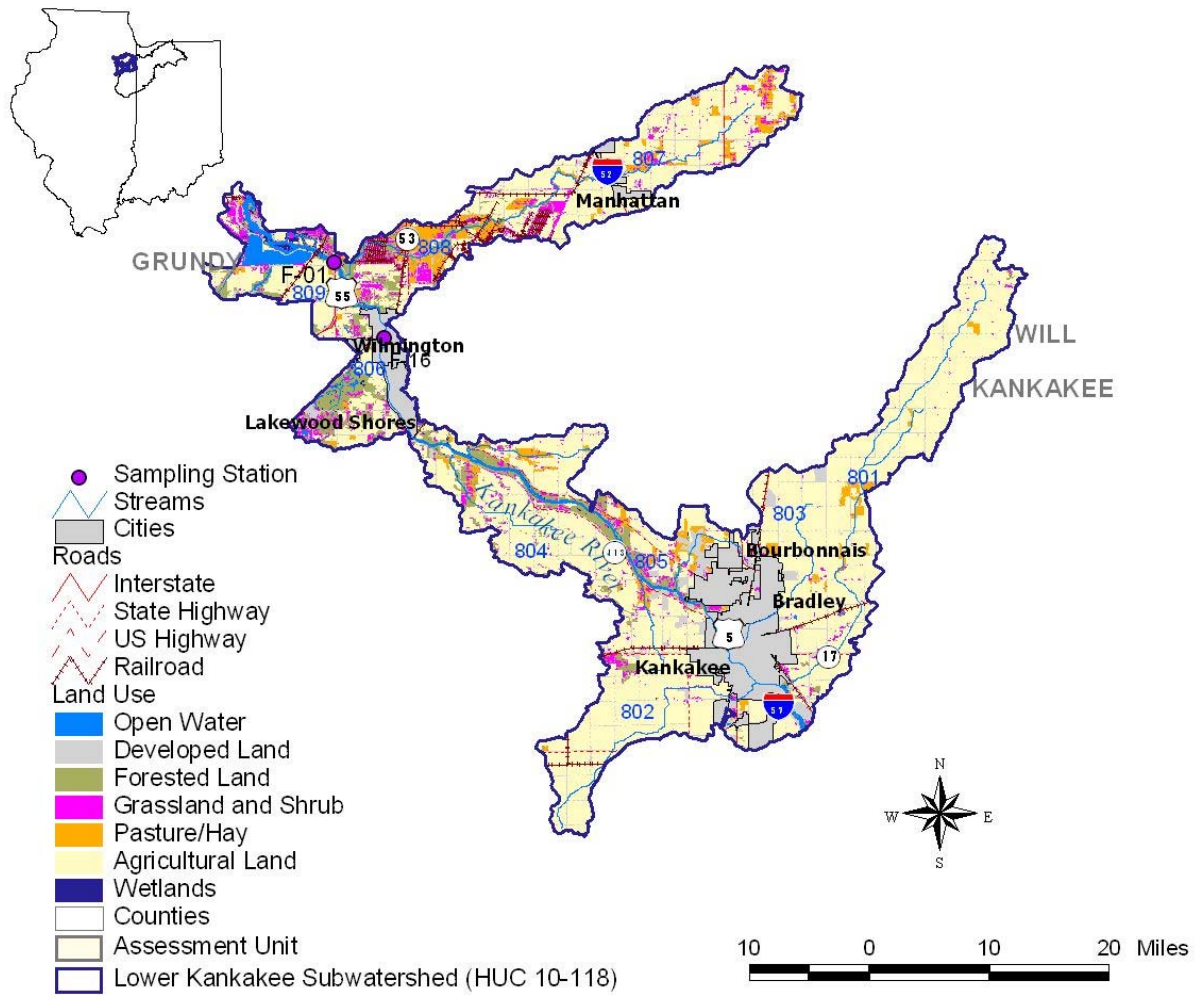 807
52
Manhattan
53
808
GRUNDY
F-01
809
55
Wilmington
806
Lakewood Shores
WILL
KANKAKEE
801
803
Kankakee River
804
805
Bourbonnais
Bradley
5
17
Kankakee
57
802
Sampling Station
Streams
Cities
Roads
Interstate
State Highway
US Highway
Railroad
Land Use
Open Water
Developed Land
Forested Land
Grassland and Shrub
Pasture/Hay
Agricultural Land
Wetlands
Counties
Assessment Unit
Lower Kankakee Subwatershed (HUC 10-118)
N
W E
S
10 0 10 20 Miles